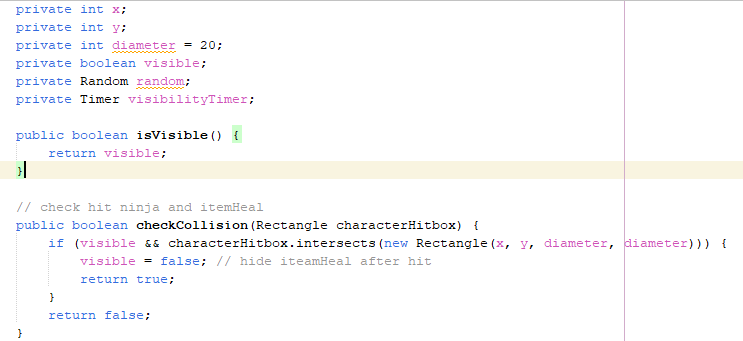 private int x;
private int y;
private int diameter = 20;
private boolean visible;
private Random random;
private Timer visibilityTimer;
public boolean isVisible() {
return visible;
}
// check hit ninja and itemHeal
public boolean checkCollision(Rectangle characterHitbox) {
if (visible && characterHitbox.intersects(new Rectangle(x, y, diameter, diameter))) {
visible = false; // hide iteamHeal after hit
return true;
}
return false;
}